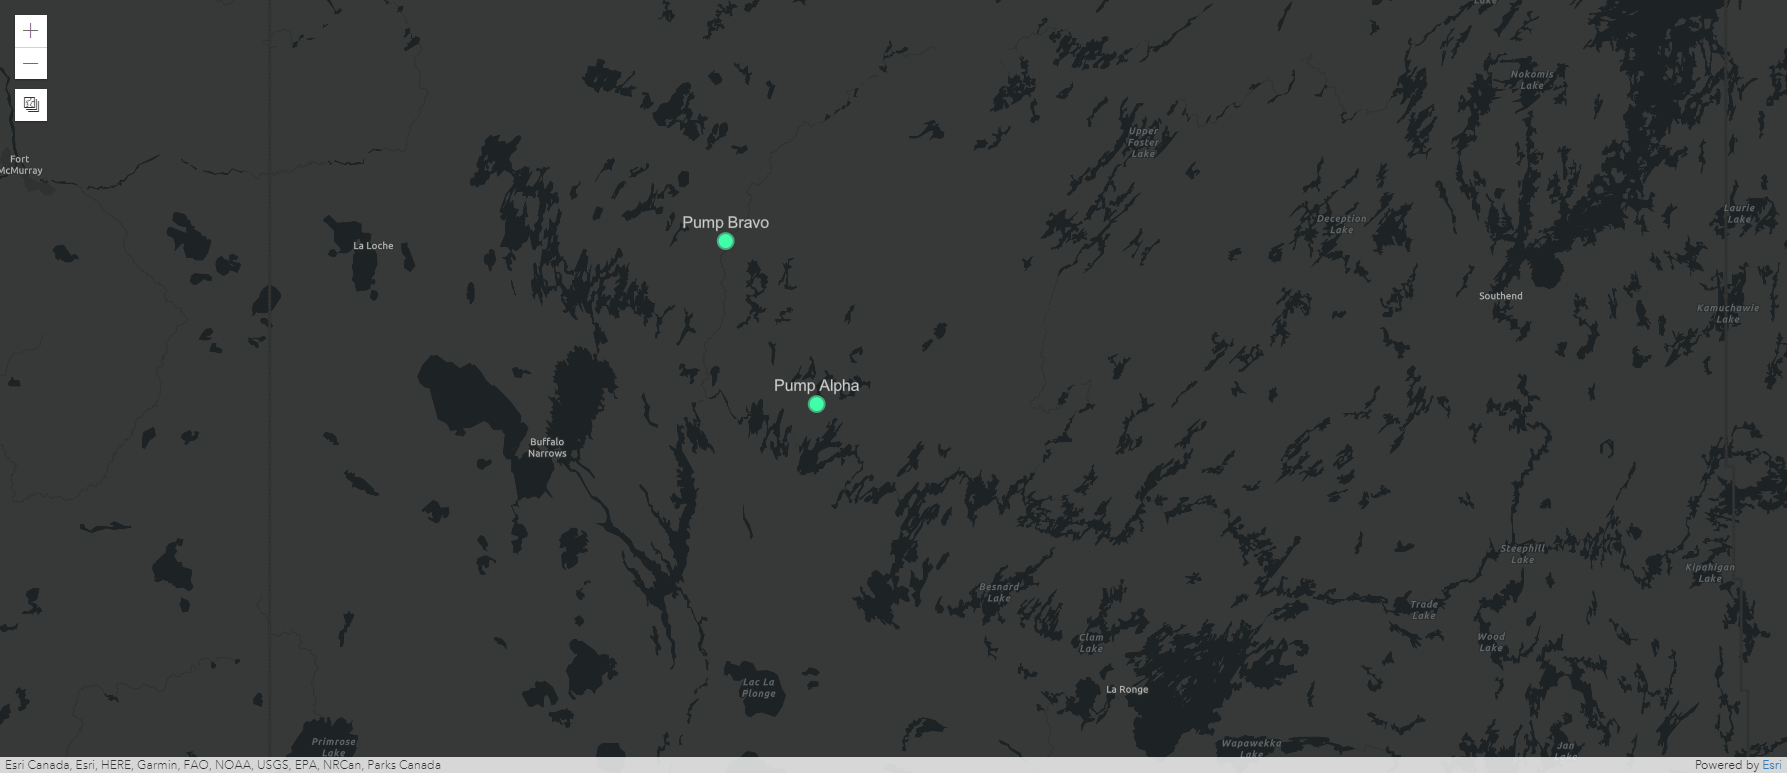 Lake
Nokomis
Lake
Upper
Foster
Lake
Fort
McMurray
Laurie
Lake
Pump Bravo
Deception
Lake
La Loche
Southend
Kamuchawie
Lake
Pump Alpha
Buffalo
Narrows
Steephill
Lake
Kipahigan
Lake
Besnard
Lake
Trade
Lake
Clam
Lake
Wood
Lake
Lac La
Plonge
La Ronge
Primrose
Lake
Wapawekka
Lake
Jan
Lake
Esri Canada, Esri, HERE, Garmin, FAO, NOAA, USGS, EPA, NRCan, Parks Canada
Powered by Esri